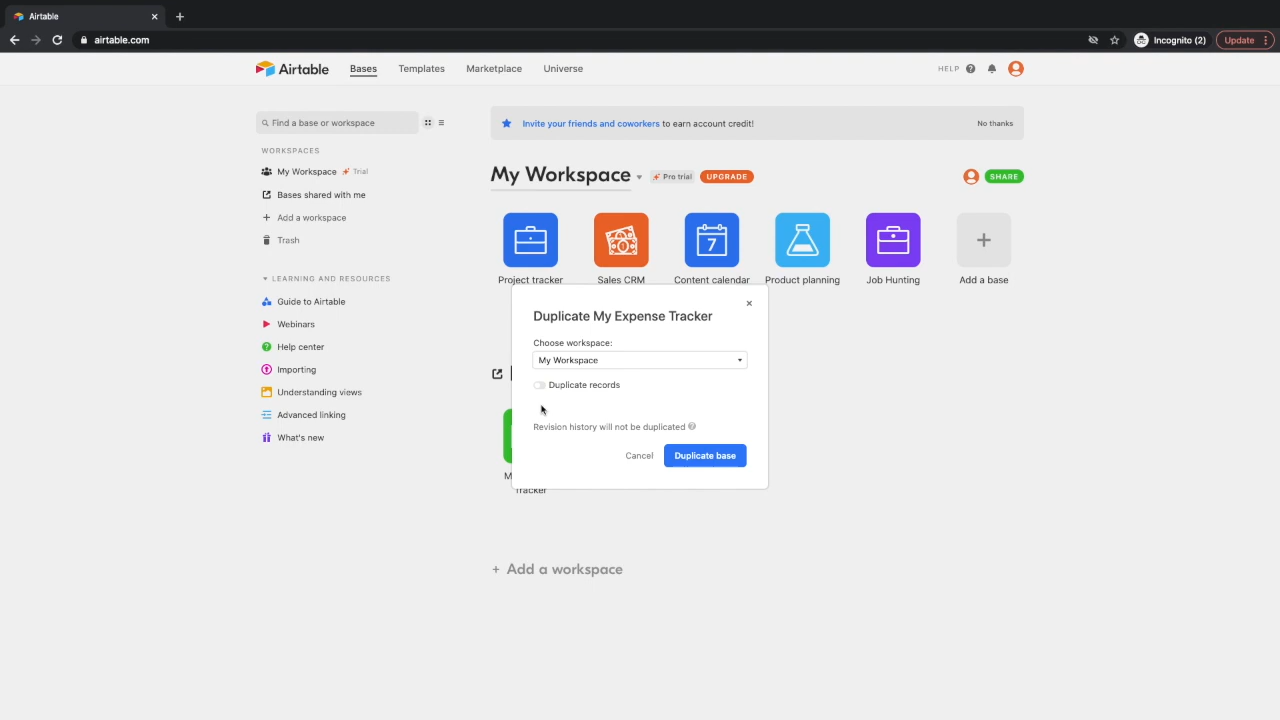 Airtable
airtable.com
Incognito (2)
Update
Airtable
Bases
Templates
Marketplace
Universe
HELP
Find a base or workspace
Invite your friends and coworkers to earn account credit!
No thanks
WORKSPACES
My Workspace
Trial
Bases shared with me
Add a workspace
Trash
LEARNING AND RESOURCES
Guide to Airtable
Webinars
Help center
Importing
Understanding views
Advanced linking
What's new
My Workspace
Pro trial
UPGRADE
SHARE
7
Project tracker
Sales CRM
Content calendar
Product planning
Job Hunting
Add a base
Duplicate My Expense Tracker
Choose workspace:
My Workspace
Duplicate records
Revision history will not be duplicated
Cancel
Duplicate base
Tracker
+ Add a workspace